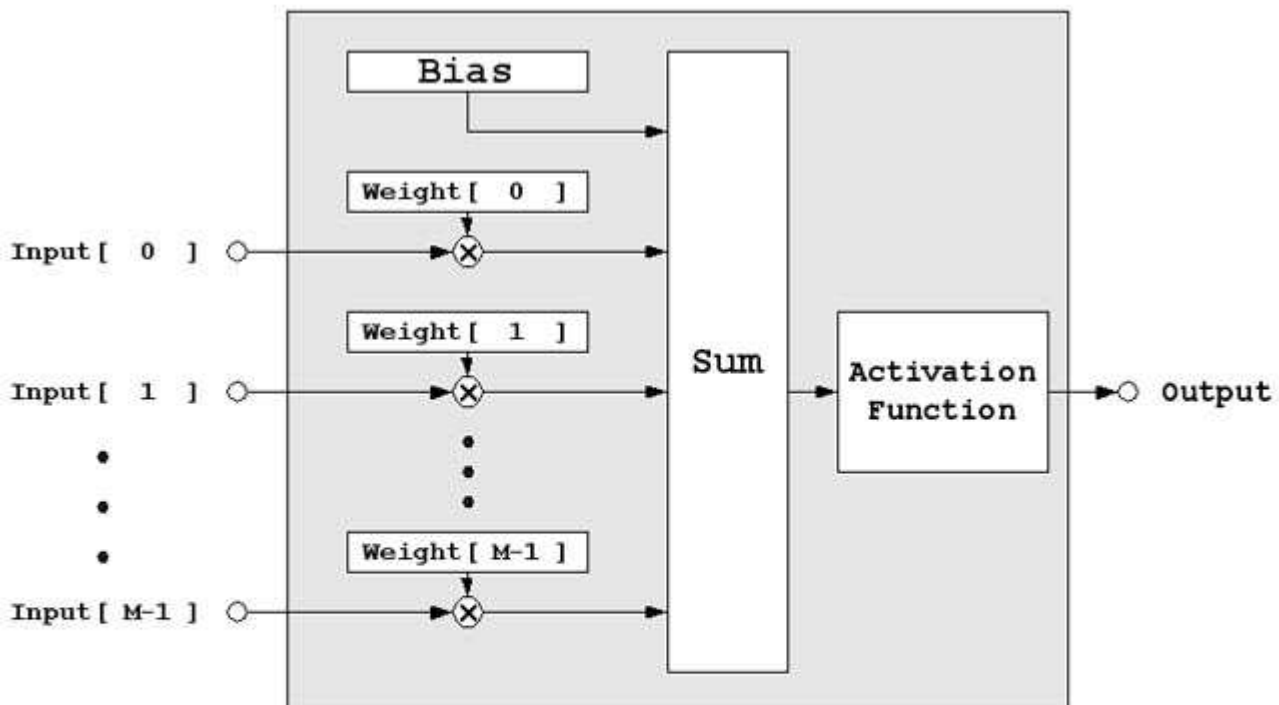 Bias
Weight[ 0 ]
Input[ 0 ]
Weight[ 1 ]
Input[ 1 ]
Sum
Activation
Function
Output
Weight[ M-1 ]
Input[ M-1 ]